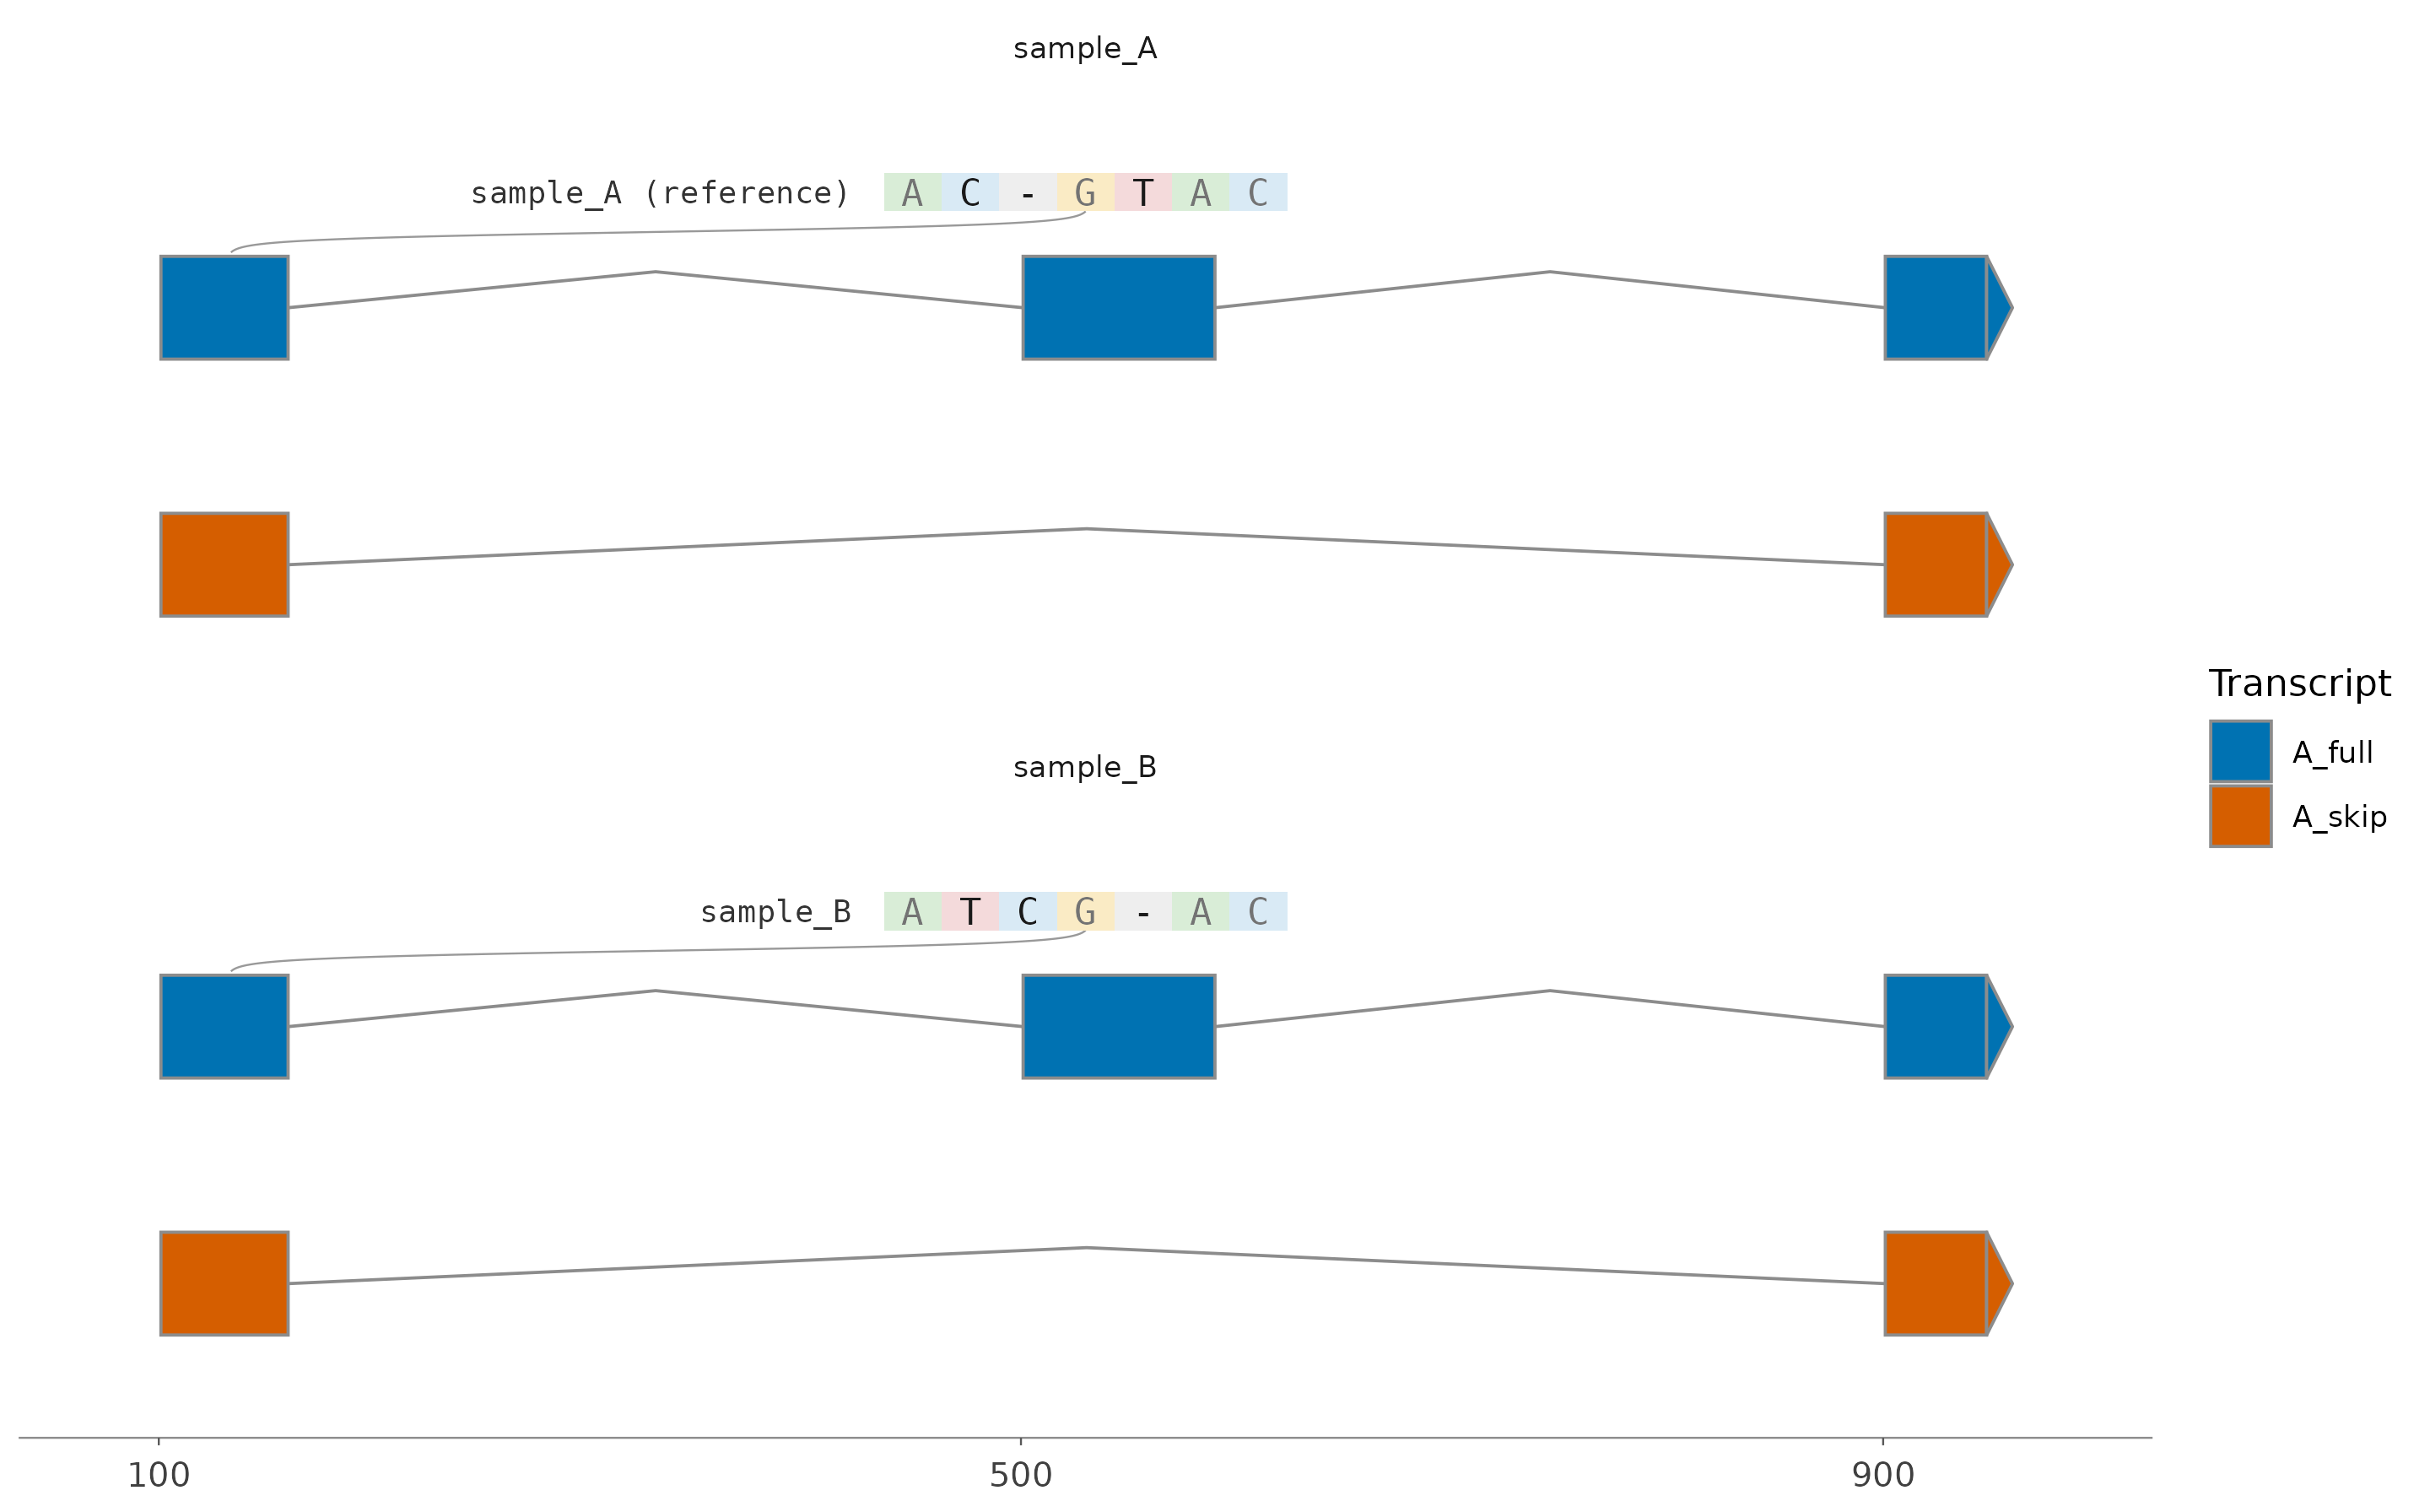 sample_A
sample_A (reference) A C - G T A C
Transcript
A_full
A_skip
sample_B
sample_B A T C G - A C
100 500 900